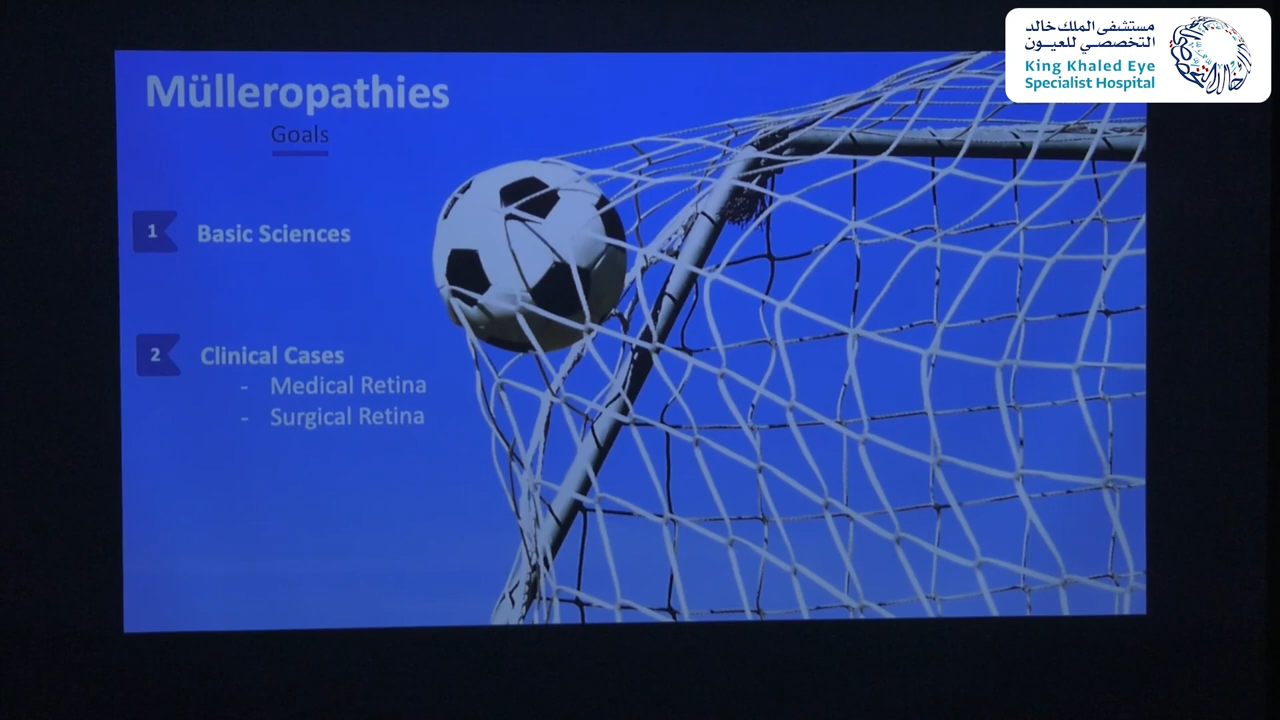 مستشفى الملك خالد
التخصصي للعيون
King Khaled Eye
Specialist Hospital
Mülleropathies
Goals
1 Basic Sciences
2 Clinical Cases
- Medical Retina
- Surgical Retina